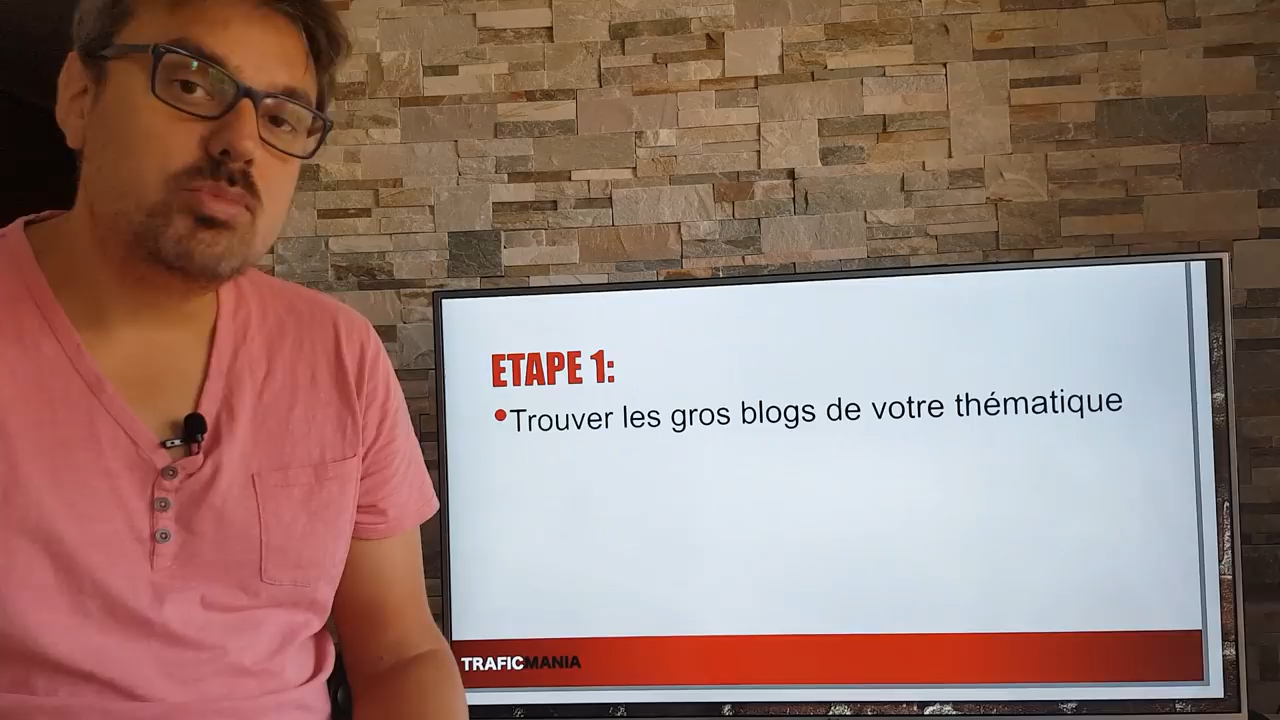 ETAPE 1:
•Trouver les gros blogs de votre thématique
TRAFICMANIA